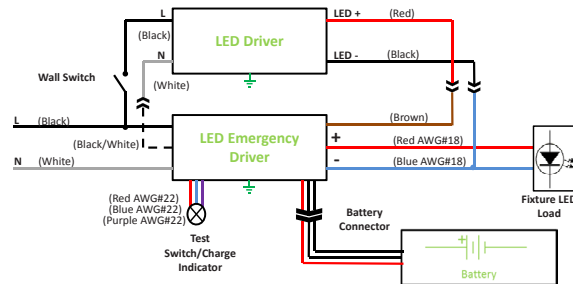 L
(Black)
LED Driver
LED +
(Red)
N
(White)
LED -
(Black)
Wall Switch
L
(Black)
(Black/White)
N
(White)
LED Emergency
Driver
(Brown)
+
(Red AWG#18)
-
(Blue AWG#18)
Fixture LED
Load
(Red AWG#22)
(Blue AWG#22)
(Purple AWG#22)
Test
Switch/Charge
Indicator
Battery
Connector
+
Battery